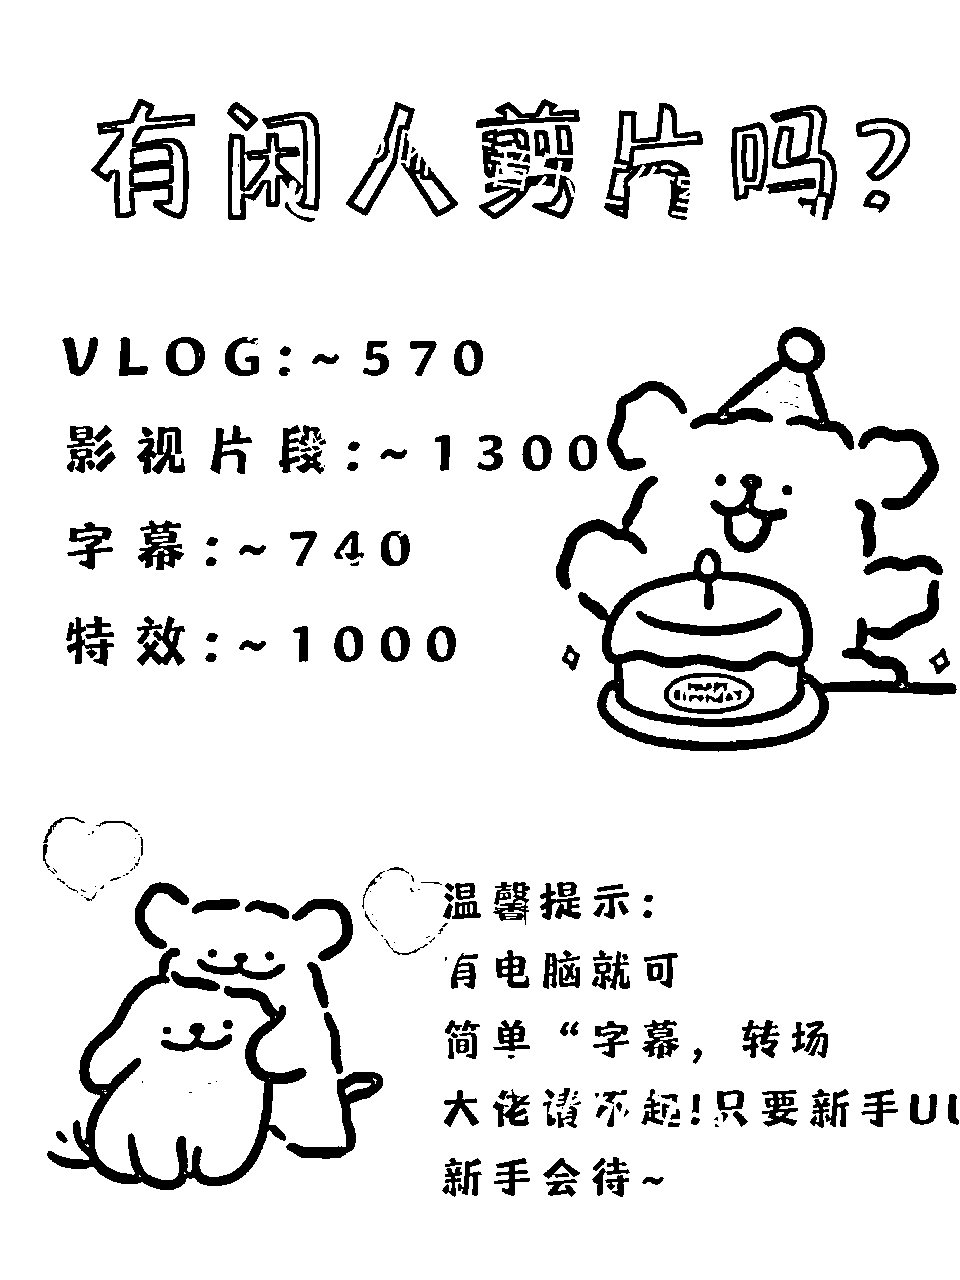 有闲人剪片吗?
VLOG:~570
影视片段:~1300
字幕:~740
特效:~1000
温馨提示:
有电脑就可
简单“字幕，转场
大佬请不起!只要新手U
新手会待~